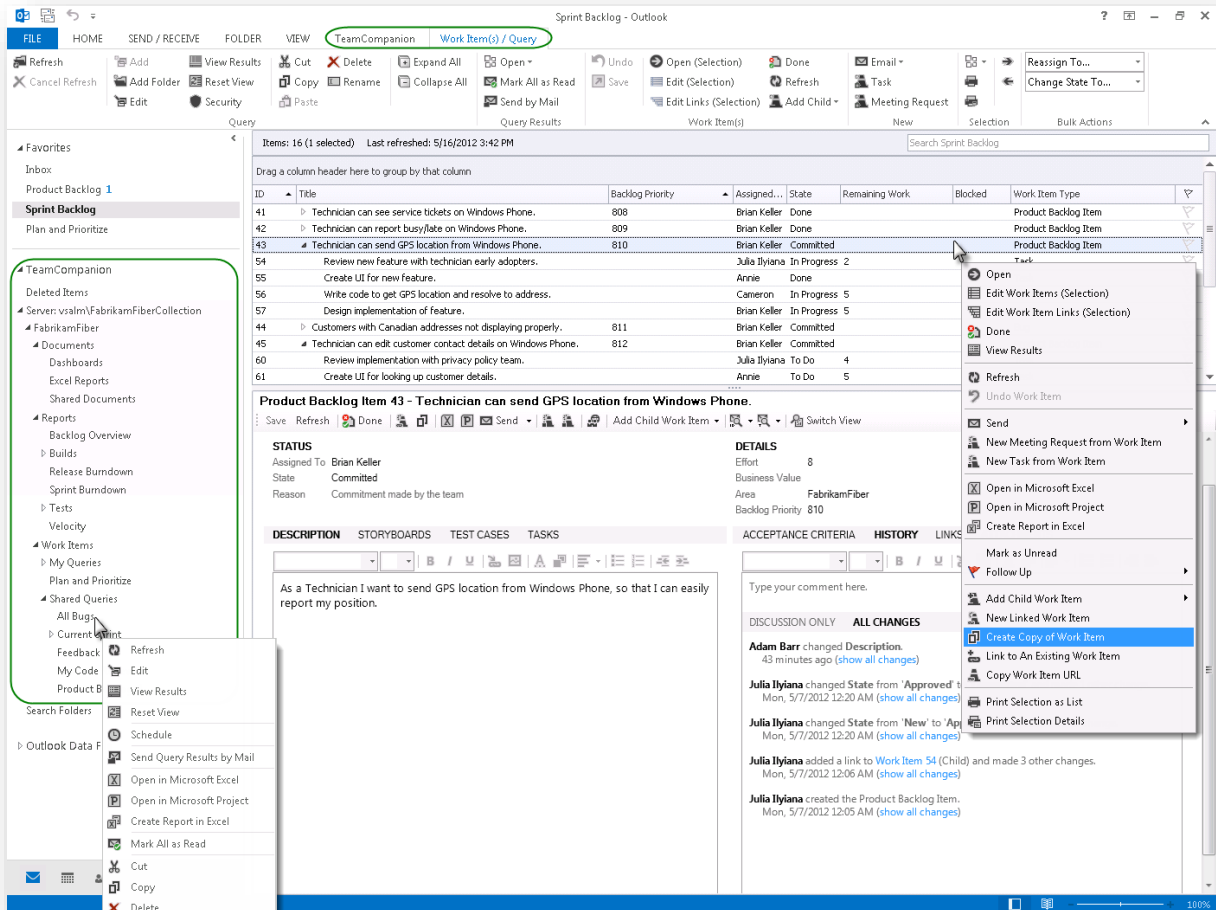 Sprint Backlog - Outlook
FILE HOME SEND / RECEIVE FOLDER VIEW TeamCompanion Work Item(s) / Query
Refresh Add View Results Cut Delete Expand All Open Undo Open (Selection) Done Email Reassign To...
Cancel Refresh Add Folder Reset View Copy Rename Collapse All Mark All as Read Save Edit (Selection) Refresh Task Change State To...
Edit Security Paste Send by Mail Edit Links (Selection) Add Child Meeting Request
Query Query Results Work Item(s) New Selection Bulk Actions
Favorites
Inbox
Product Backlog 1
Sprint Backlog
Plan and Prioritize
TeamCompanion
Deleted Items
Server: vsalm\FabrikamFiberCollection
FabrikamFiber
Documents
Dashboards
Excel Reports
Shared Documents
Reports
Backlog Overview
Builds
Release Burndown
Sprint Burndown
Tests
Velocity
Work Items
My Queries
Plan and Prioritize
Shared Queries
All Bugs
Current Sprint
Feedback
My Code
Product B
Search Folders
Outlook Data F
Refresh
Edit
View Results
Reset View
Schedule
Send Query Results by Mail
Open in Microsoft Excel
Open in Microsoft Project
Create Report in Excel
Mark All as Read
Cut
Copy
Delete
Items: 16 (1 selected) Last refreshed: 5/16/2012 3:42 PM Search Sprint Backlog
Drag a column header here to group by that column
ID Title Backlog Priority Assigned... State Remaining Work Blocked Work Item Type
41 Technician can see service tickets on Windows Phone. 808 Brian Keller Done Product Backlog Item
42 Technician can report busy/late on Windows Phone. 809 Brian Keller Done Product Backlog Item
43 Technician can send GPS location from Windows Phone. 810 Brian Keller Committed Product Backlog Item
54 Review new feature with technician early adopters. Julia Ilyiana In Progress 2 Task
55 Create UI for new feature. Annie Done
56 Write code to get GPS location and resolve to address. Cameron In Progress 5
57 Design implementation of feature. Brian Keller In Progress 5
44 Customers with Canadian addresses not displaying properly. 811 Brian Keller Committed
45 Technician can edit customer contact details on Windows Phone. 812 Brian Keller Committed
60 Review implementation with privacy policy team. Julia Ilyiana To Do 4
61 Create UI for looking up customer details. Annie To Do 5
Product Backlog Item 43 - Technician can send GPS location from Windows Phone.
Save Refresh Done Send Add Child Work Item Switch View
STATUS
Assigned To Brian Keller
State Committed
Reason Commitment made by the team
DETAILS
Effort 8
Business Value
Area FabrikamFiber
Backlog Priority 810
DESCRIPTION STORYBOARDS TEST CASES TASKS
As a Technician I want to send GPS location from Windows Phone, so that I can easily
report my position.
ACCEPTANCE CRITERIA HISTORY LINKS
Type your comment here.
DISCUSSION ONLY ALL CHANGES
Adam Barr changed Description.
43 minutes ago (show all changes)
Julia Ilyiana changed State from 'Approved' t
Mon, 5/7/2012 12:20 AM (show all changes)
Julia Ilyiana changed State from 'New' to 'App
Mon, 5/7/2012 12:20 AM (show all changes)
Julia Ilyiana added a link to Work Item 54 (Child) and made 3 other changes.
Mon, 5/7/2012 12:06 AM (show all changes)
Julia Ilyiana created the Product Backlog Item.
Mon, 5/7/2012 12:05 AM (show all changes)
Open
Edit Work Items (Selection)
Edit Work Item Links (Selection)
Done
View Results
Refresh
Undo Work Item
Send
New Meeting Request from Work Item
New Task from Work Item
Open in Microsoft Excel
Open in Microsoft Project
Create Report in Excel
Mark as Unread
Follow Up
Add Child Work Item
New Linked Work Item
Create Copy of Work Item
Link to An Existing Work Item
Copy Work Item URL
Print Selection as List
Print Selection Details
100%